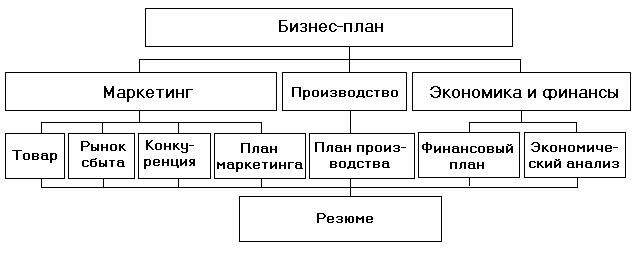 Бизнес-план
Маркетинг
Производство
Экономика и финансы
Товар
Рынок
сбыта
Конку-
ренция
План
маркетинга
План произ-
водства
Финансовый
план
Экономиче-
ский анализ
Резюме